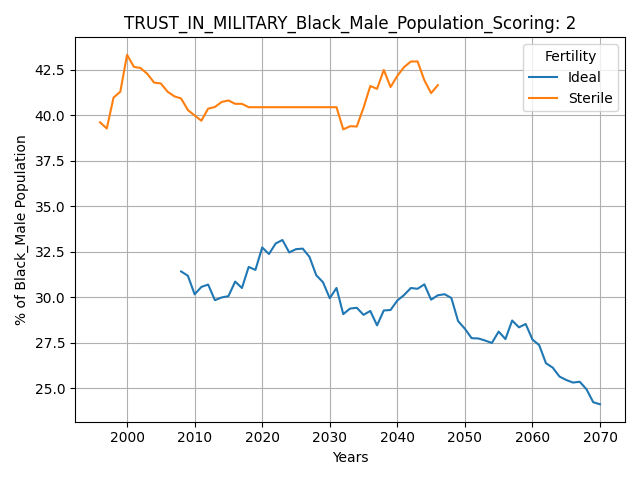 TRUST_IN_MILITARY_Black_Male_Population_Scoring: 2
Fertility
Ideal
Sterile
42.5
40.0
37.5
35.0
32.5
30.0
27.5
25.0
% of Black_Male Population
2000 2010 2020 2030 2040 2050 2060 2070
Years